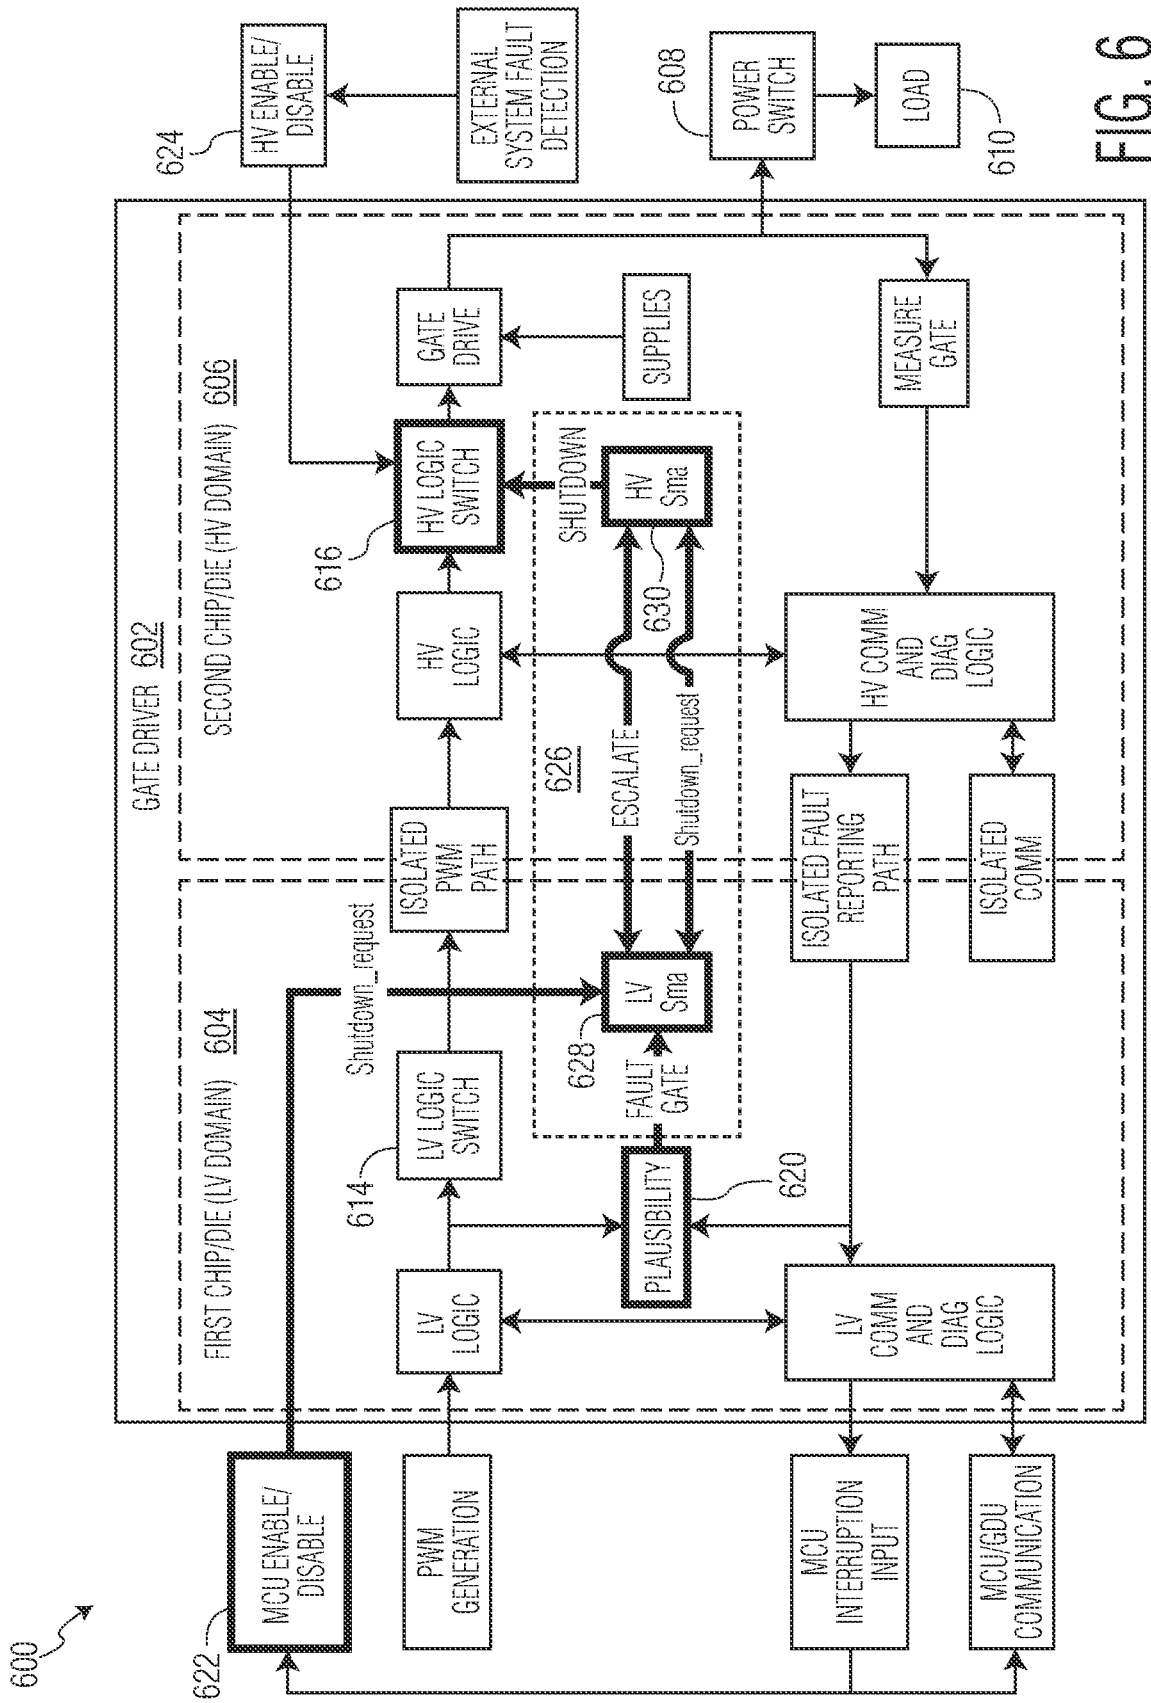 600
622
MCU ENABLE/
DISABLE
PWM
GENERATION
MCU
INTERRUPTION
INPUT
MCU/GDU
COMMUNICATION
GATE DRIVER 602
FIRST CHIP/DIE (LV DOMAIN) 604
Shutdown_request
LV
LOGIC
614
LV LOGIC
SWITCH
ISOLATED
PWM
PATH
PLAUSIBILITY
620
FAULT
GATE
628
LV
Sma
LV
COMM
AND
DIAG
LOGIC
SECOND CHIP/DIE (HV DOMAIN) 606
HV
LOGIC
616
HV LOGIC
SWITCH
GATE
DRIVE
SUPPLIES
626
ESCALATE
Shutdown_request
SHUTDOWN
630
HV
Sma
ISOLATED FAULT
REPORTING
PATH
ISOLATED
COMM
HV COMM
AND
DIAG
LOGIC
MEASURE
GATE
624
HV ENABLE/
DISABLE
EXTERNAL
SYSTEM FAULT
DETECTION
608
POWER
SWITCH
LOAD
610
FIG. 6